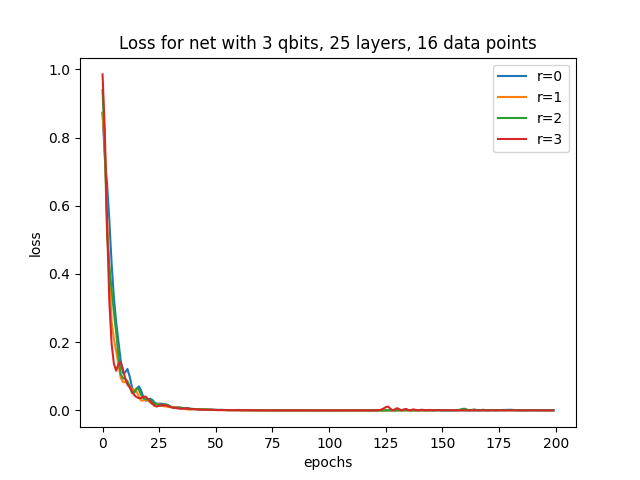 Loss for net with 3 qbits, 25 layers, 16 data points
r=0
r=1
r=2
r=3
1.0
0.8
0.6
0.4
0.2
0.0
loss
0 25 50 75 100 125 150 175 200
epochs